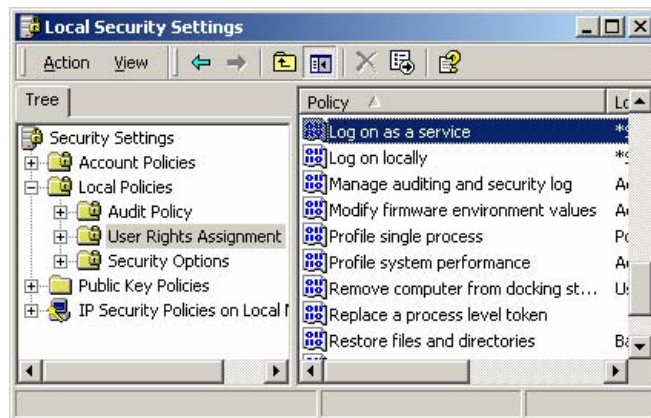 Local Security Settings
Action View
Tree
Security Settings
Account Policies
Local Policies
Audit Policy
User Rights Assignment
Security Options
Public Key Policies
IP Security Policies on Local
Policy
Log on as a service
Log on locally
Manage auditing and security log
Modify firmware environment values
Profile single process
Profile system performance
Remove computer from docking st...
Replace a process level token
Restore files and directories